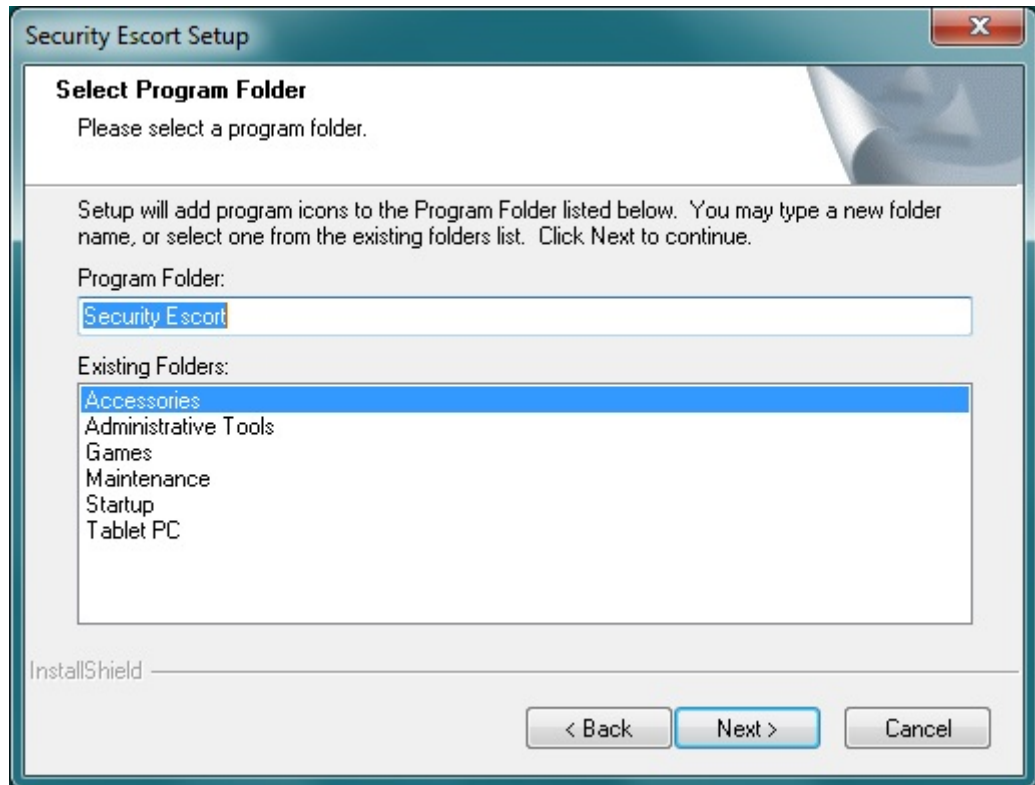 Security Escort Setup
Select Program Folder
Please select a program folder.
Setup will add program icons to the Program Folder listed below.  You may type a new folder
name, or select one from the existing folders list.  Click Next to continue.
Program Folder:
Security Escort
Existing Folders:
Accessories
Administrative Tools
Games
Maintenance
Startup
Tablet PC
InstallShield
< Back
Next >
Cancel